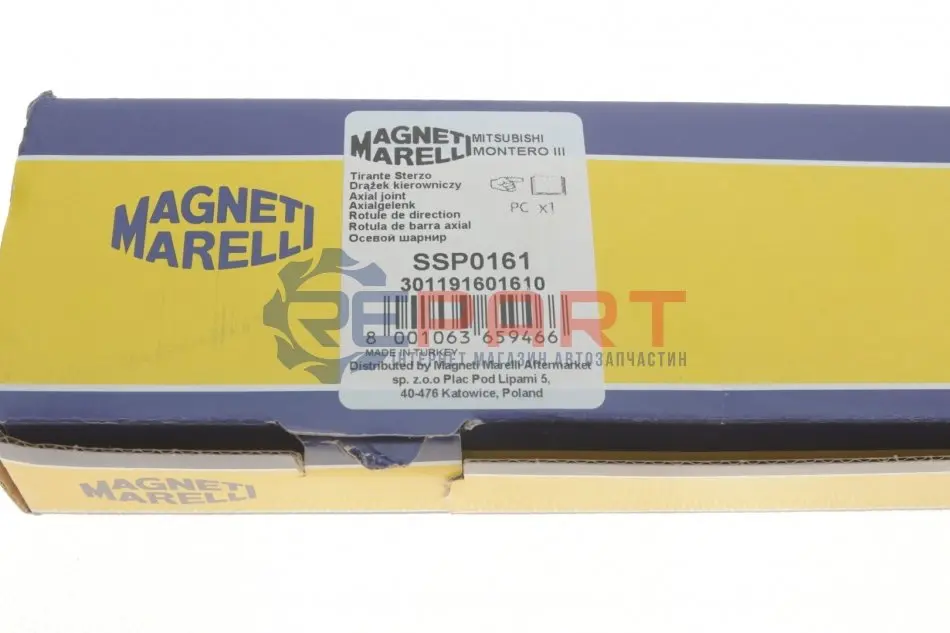 MAGNETI
MARELLI
MAGNETI
MARELLI
MITSUBISHI
MONTERO III
Tirante Sterzo
Drążek kierowniczy
Axial joint
Axialgelenk
Rotule de direction
Rotula de barra axial
Осевой шарнир
PC x1
SSP0161
301191601610
8 001063 659466
MADE IN TURKEY
Distributed by Magneti Marelli Aftermarket
sp. z.o.o Plac Pod Lipami 5,
40-476 Katowice, Poland
REPART
ІНТЕРНЕТ МАГАЗИН АВТОЗАПЧАСТИН
MAGNETI
MARELLI